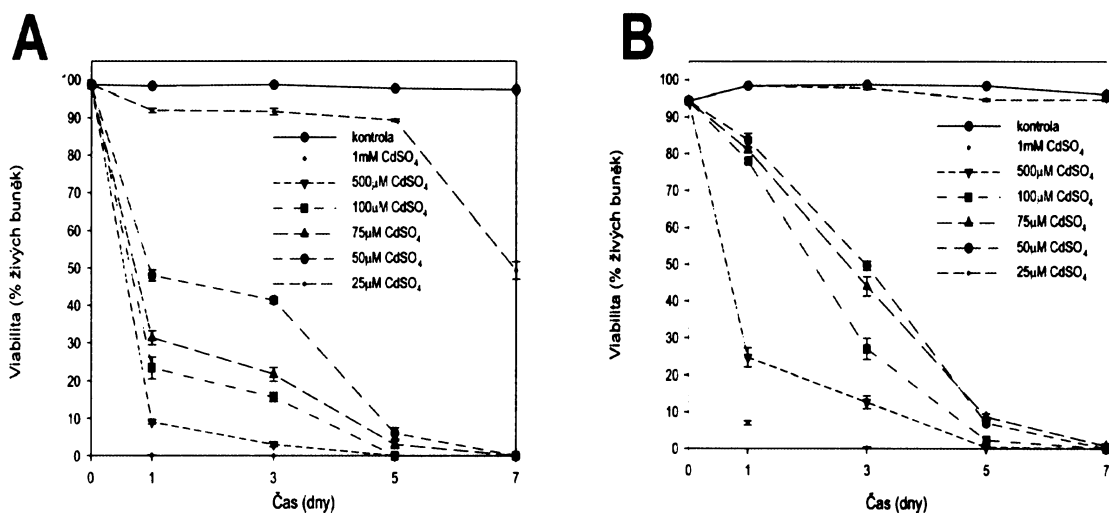 A
Viabilita (% živých buněk)
100
90
80
70
60
50
40
30
20
10
0
0 1 3 5 7
Čas (dny)
kontrola
1mM CdSO4
500µM CdSO4
100µM CdSO4
75µM CdSO4
50µM CdSO4
25µM CdSO4
B
Viabilita (% živých buněk)
100
90
80
70
60
50
40
30
20
10
0
0 1 3 5 7
Čas (dny)
kontrola
1mM CdSO4
500µM CdSO4
100µM CdSO4
75µM CdSO4
50µM CdSO4
25µM CdSO4